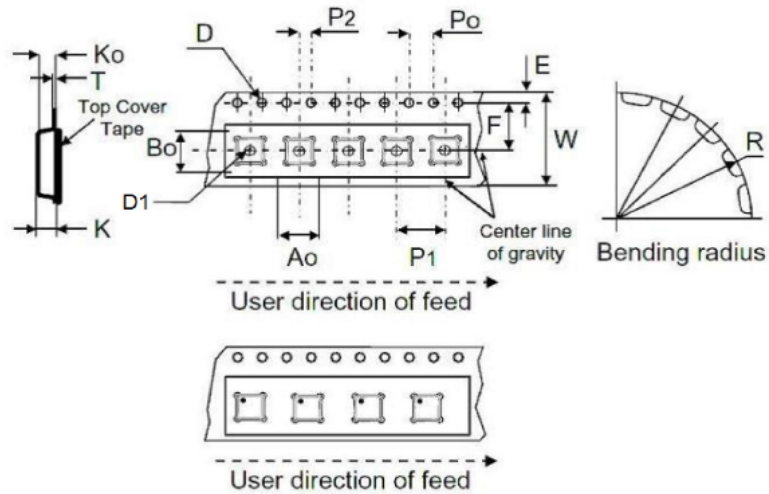 P2
Po
D
E
Ko
T
Top Cover
Tape
F
W
Bo
R
D1
K
Ao
P1
Center line
of gravity
Bending radius
User direction of feed
User direction of feed